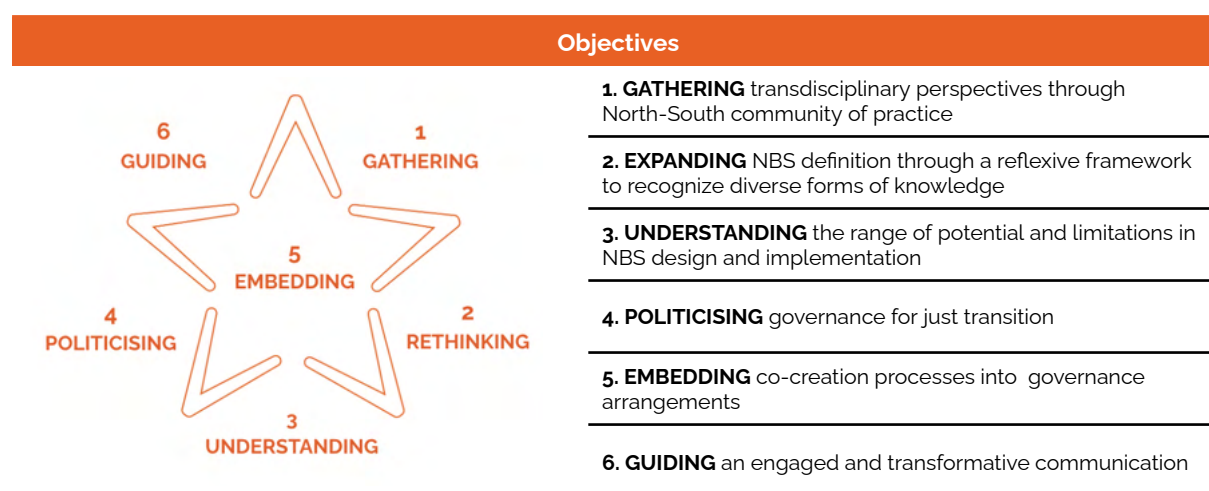 Objectives
6
GUIDING
1
GATHERING
5
EMBEDDING
4
POLITICISING
2
RETHINKING
3
UNDERSTANDING
1. GATHERING transdisciplinary perspectives through
North-South community of practice
2. EXPANDING NBS definition through a reflexive framework
to recognize diverse forms of knowledge
3. UNDERSTANDING the range of potential and limitations in
NBS design and implementation
4. POLITICISING governance for just transition
5. EMBEDDING co-creation processes into  governance
arrangements
6. GUIDING an engaged and transformative communication